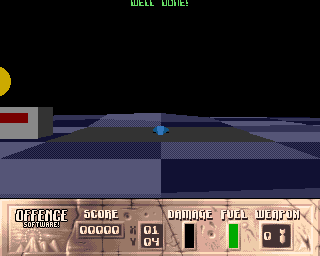 WELL DONE!
OFFENCE
SOFTWARE!
SCORE
00000
X 01
Y 04
DAMAGE FUEL WEAPON
0